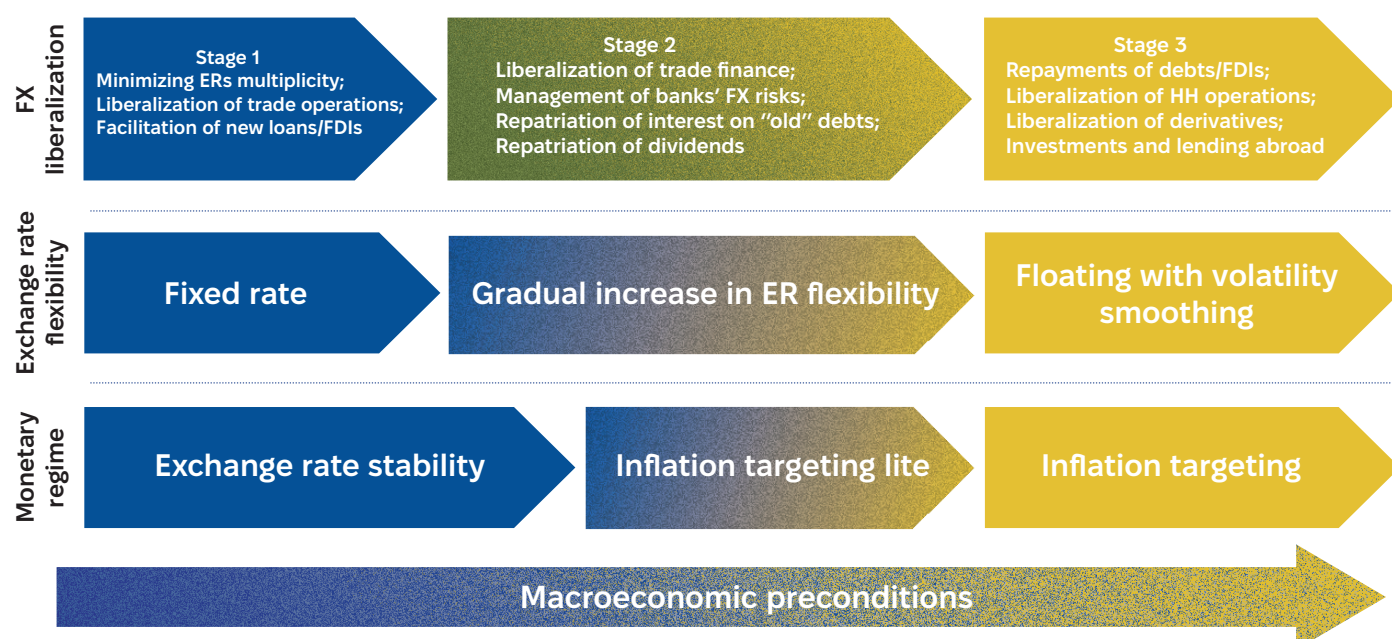 FX
liberalization
Stage 1
Minimizing ERs multiplicity;
Liberalization of trade operations;
Facilitation of new loans/FDIs
Stage 2
Liberalization of trade finance;
Management of banks’ FX risks;
Repatriation of interest on “old” debts;
Repatriation of dividends
Stage 3
Repayments of debts/FDIs;
Liberalization of HH operations;
Liberalization of derivatives;
Investments and lending abroad
Exchange rate
flexibility
Fixed rate
Gradual increase in ER flexibility
Floating with volatility
smoothing
Monetary
regime
Exchange rate stability
Inflation targeting lite
Inflation targeting
Macroeconomic preconditions